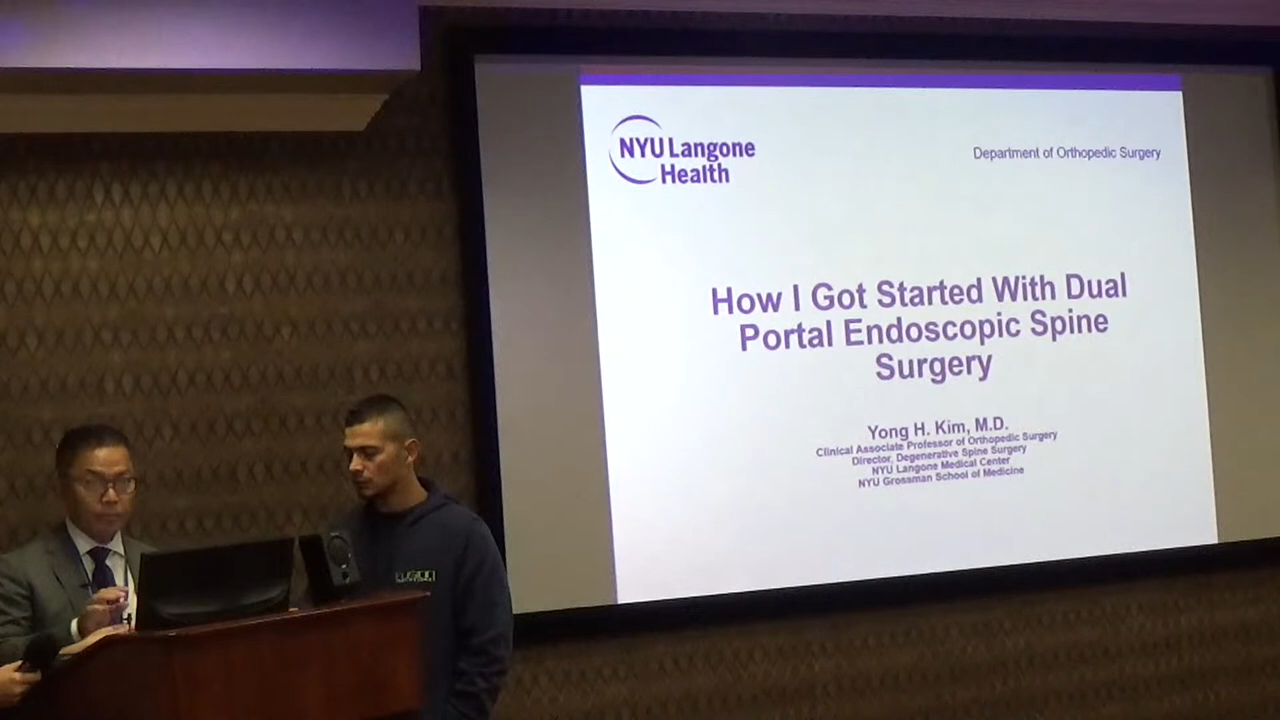 NYU Langone
Health
Department of Orthopedic Surgery
How I Got Started With Dual
Portal Endoscopic Spine
Surgery
Yong H. Kim, M.D.
Clinical Associate Professor of Orthopedic Surgery
Director, Degenerative Spine Surgery
NYU Langone Medical Center
NYU Grossman School of Medicine